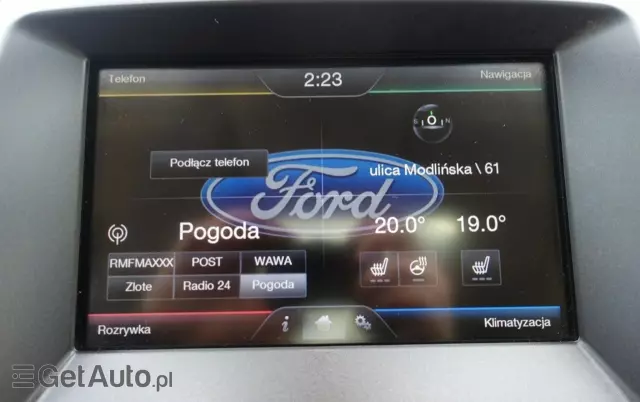 Telefon
2:23
Nawigacja
Podłącz telefon
ulica Modlińska \ 61
Ford
Pogoda
20.0° 19.0°
RMFMAXXX POST WAWA
Złote Radio 24 Pogoda
Rozrywka
i
Klimatyzacja
GetAuto.pl